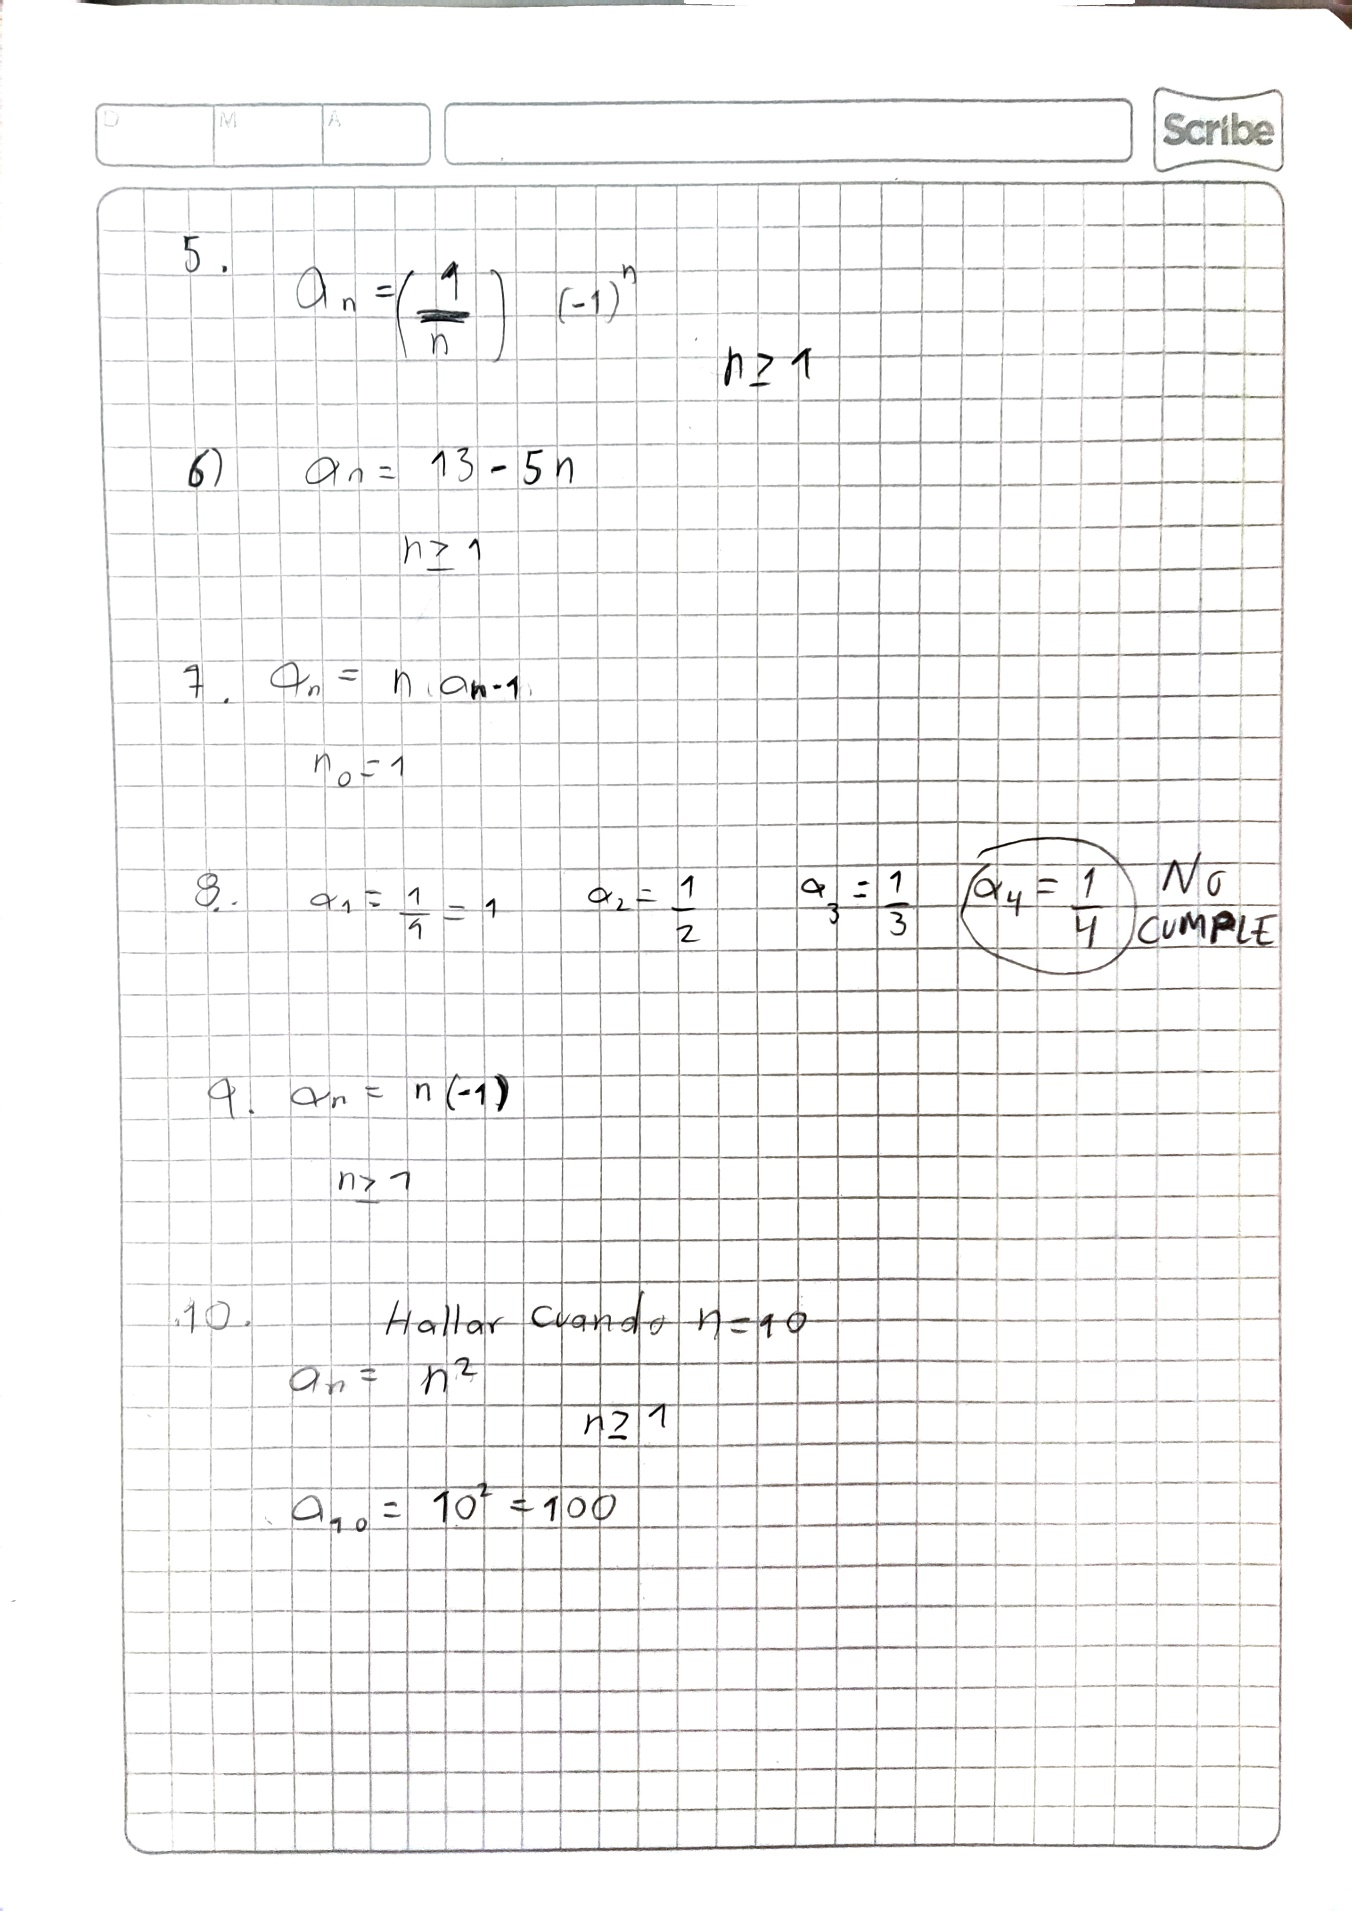 D M A Scribe
5. aₙ = (1/n) (-1)ⁿ
n ≥ 1
6) aₙ = 13 - 5n
n ≥ 1
7. aₙ = n . aₙ₋₁.
n₀ = 1
8. a₁ = 1/1 = 1 a₂ = 1/2 a₃ = 1/3 a₄ = 1/4 NO
CUMPLE
9. aₙ = n (-1)
n ≥ 1
10. Hallar Cuando n = 10
aₙ = n²
n ≥ 1
a₁₀ = 10² = 100